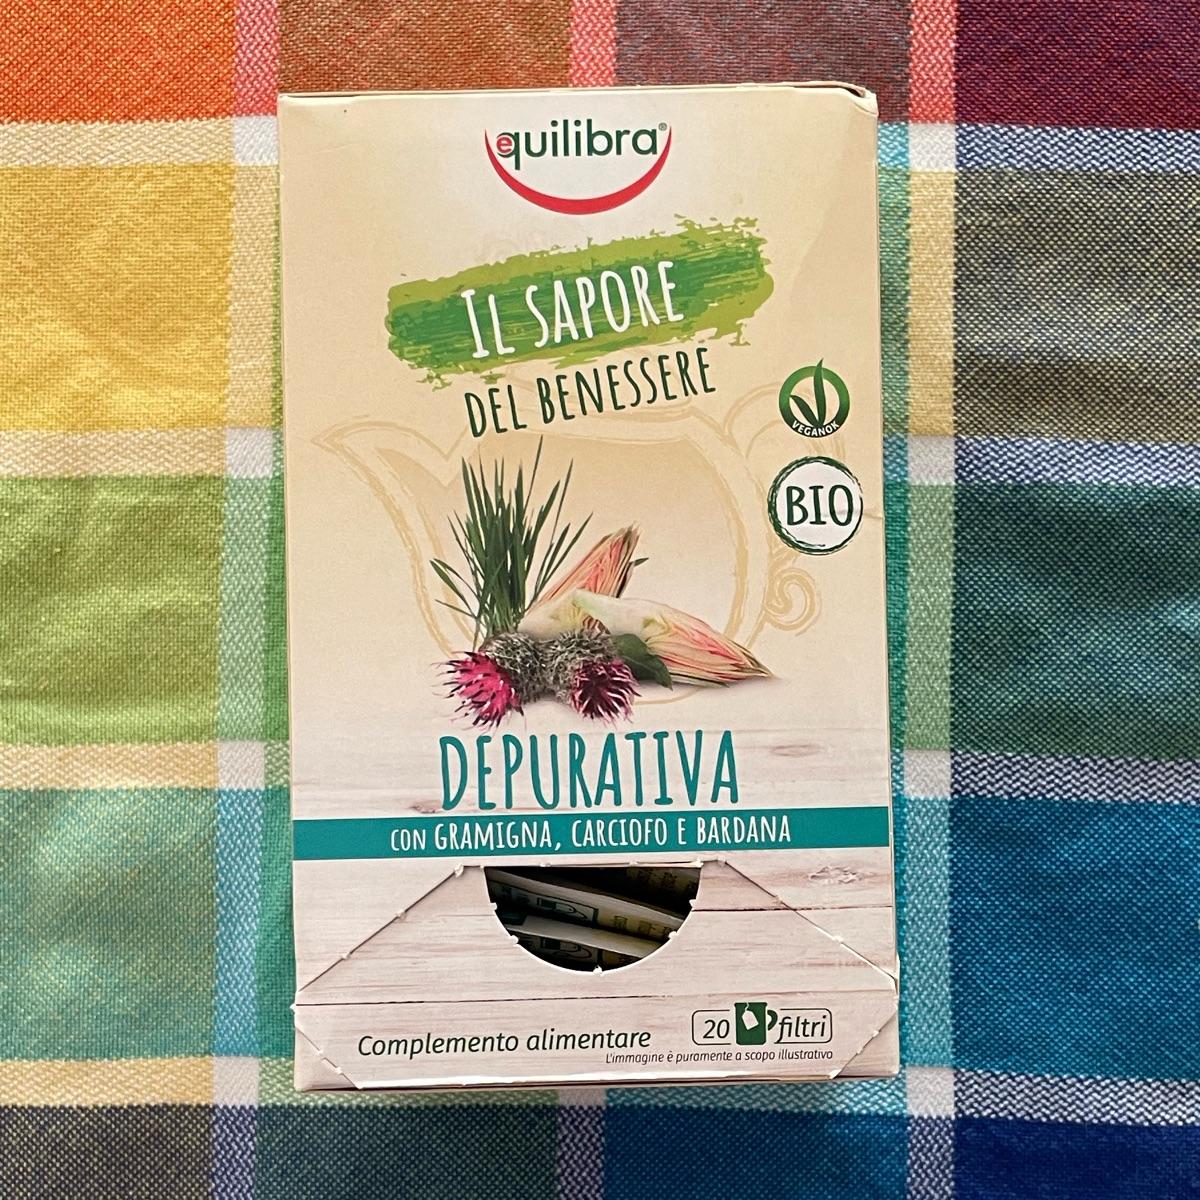 equilibra®
IL SAPORE
DEL BENESSERE
VEGANOK
BIO
DEPURATIVA
CON GRAMIGNA, CARCIOFO E BARDANA
Complemento alimentare
20 filtri
L'immagine è puramente a scopo illustrativo